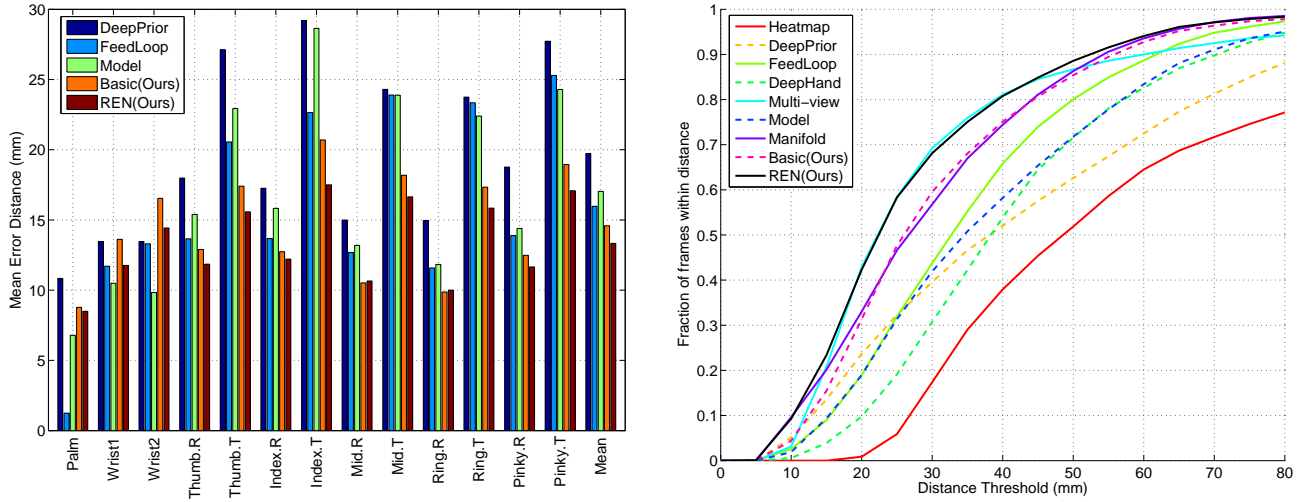 DeepPrior
FeedLoop
Model
Basic(Ours)
REN(Ours)
Mean Error Distance (mm)
30
25
20
15
10
5
0
Palm
Wrist1
Wrist2
Thumb.R
Thumb.T
Index.R
Index.T
Mid.R
Mid.T
Ring.R
Ring.T
Pinky.R
Pinky.T
Mean
Heatmap
DeepPrior
FeedLoop
DeepHand
Multi-view
Model
Manifold
Basic(Ours)
REN(Ours)
Fraction of frames within distance
1
0.9
0.8
0.7
0.6
0.5
0.4
0.3
0.2
0.1
0
0 10 20 30 40 50 60 70 80
Distance Threshold (mm)